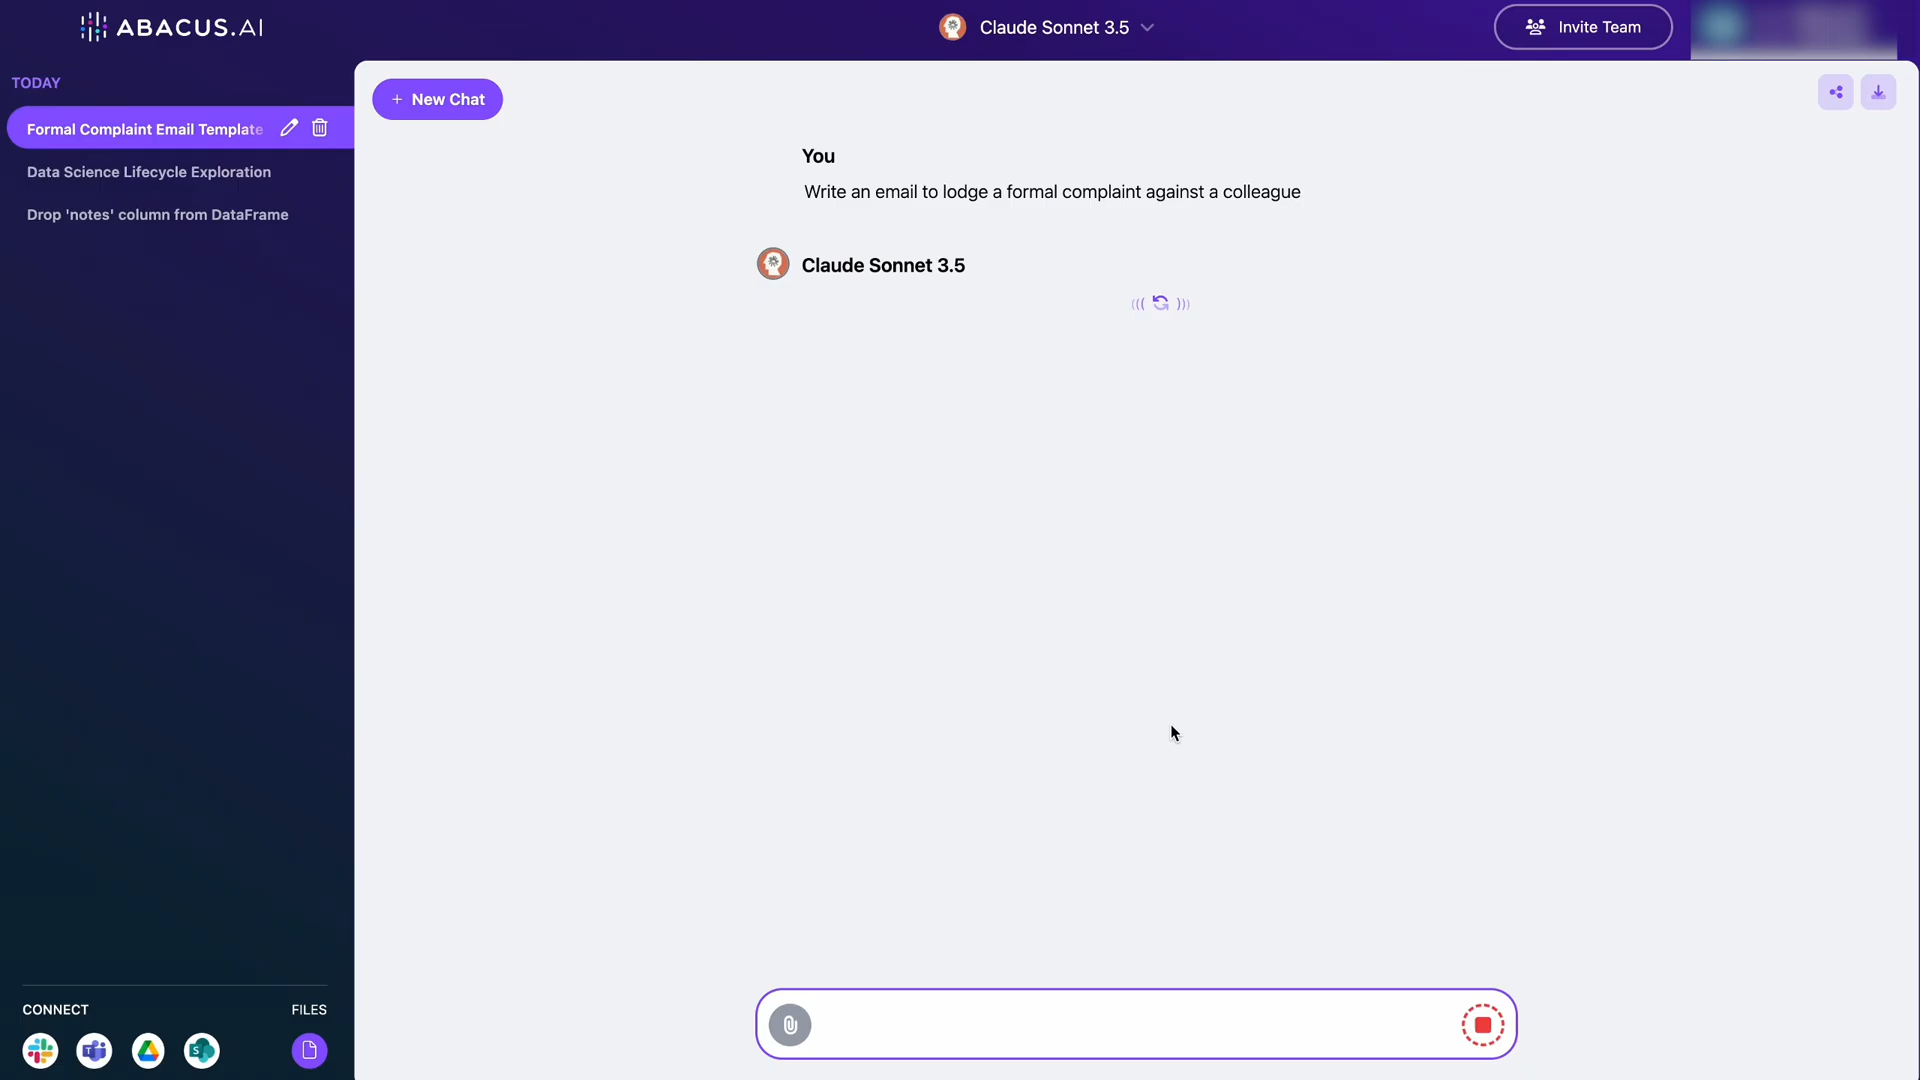 ABACUS.AI
Claude Sonnet 3.5
Invite Team
TODAY
Formal Complaint Email Template
Data Science Lifecycle Exploration
Drop 'notes' column from DataFrame
+ New Chat
You
Write an email to lodge a formal complaint against a colleague
Claude Sonnet 3.5
CONNECT
FILES